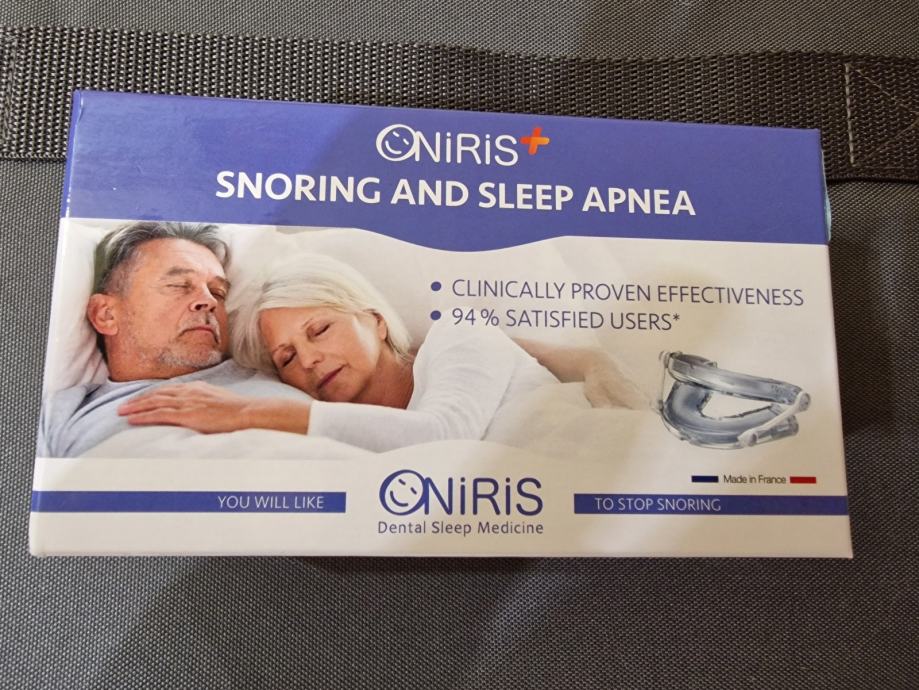 ONiRiS+
SNORING AND SLEEP APNEA
• CLINICALLY PROVEN EFFECTIVENESS
• 94% SATISFIED USERS*
Made in France
YOU WILL LIKE
ONiRiS
Dental Sleep Medicine
TO STOP SNORING